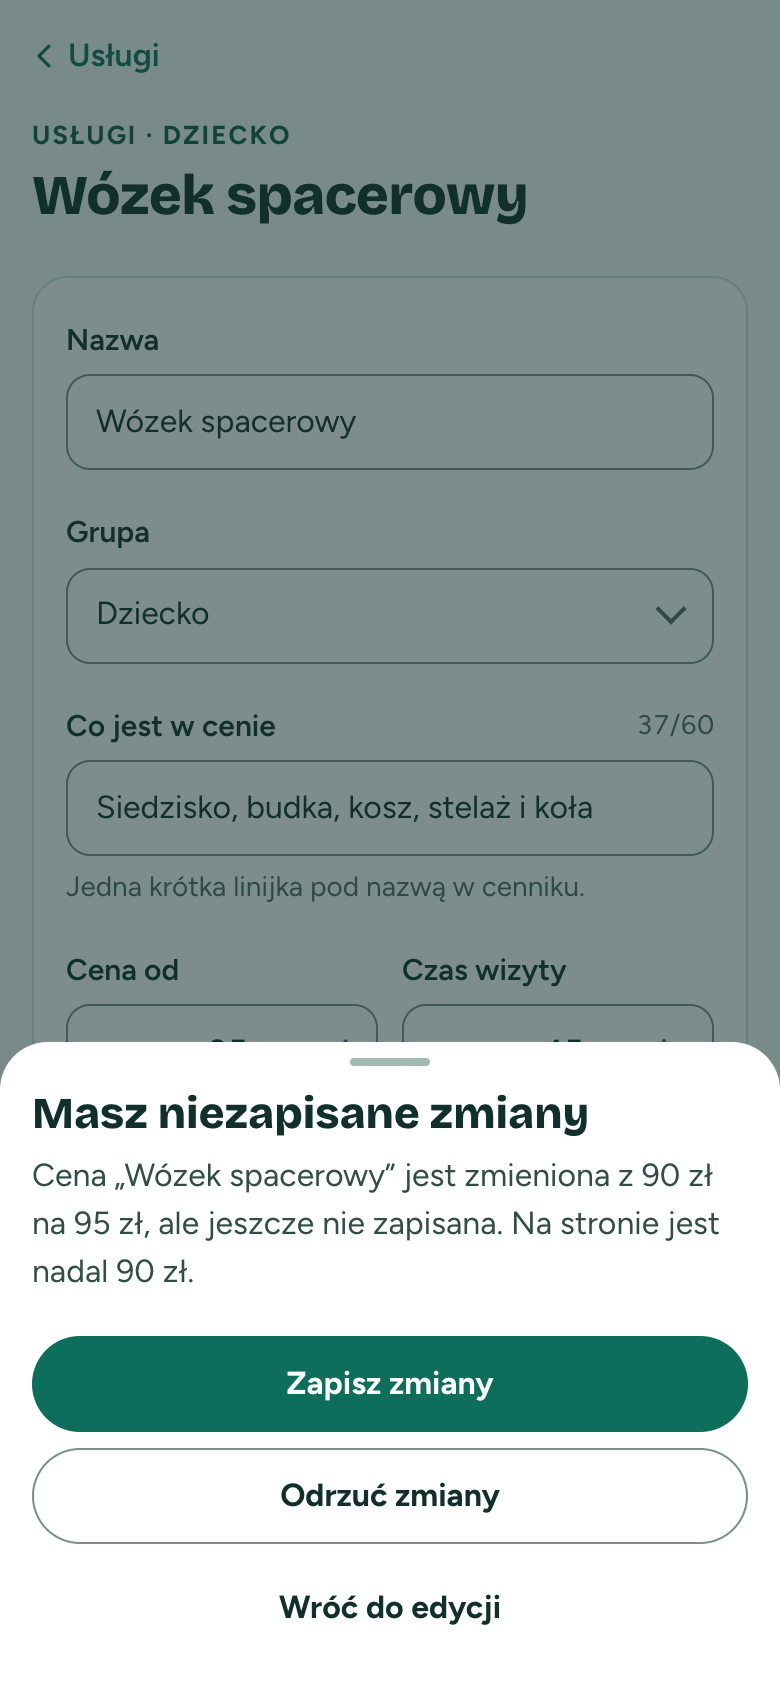 Usługi
USŁUGI · DZIECKO
Wózek spacerowy
Nazwa
Wózek spacerowy
Grupa
Dziecko
Co jest w cenie
37/60
Siedzisko, budka, kosz, stelaż i koła
Jedna krótka linijka pod nazwą w cenniku.
Cena od
Czas wizyty
Masz niezapisane zmiany
Cena „Wózek spacerowy” jest zmieniona z 90 zł
na 95 zł, ale jeszcze nie zapisana. Na stronie jest
nadal 90 zł.
Zapisz zmiany
Odrzuć zmiany
Wróć do edycji